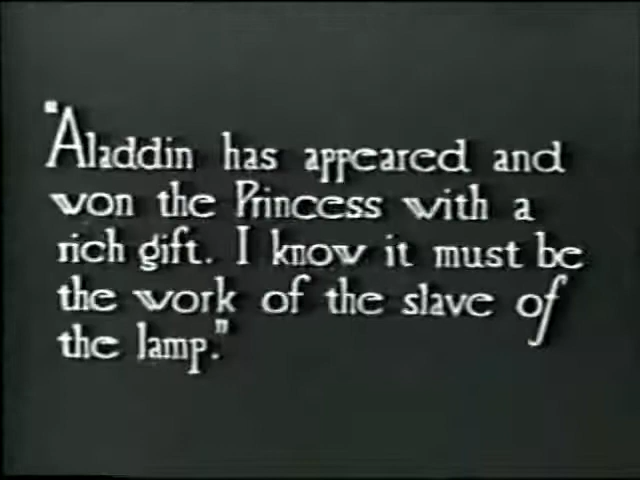 "Aladdin has appeared and
won the Princess with a
rich gift. I know it must be
the work of the slave of
the lamp."